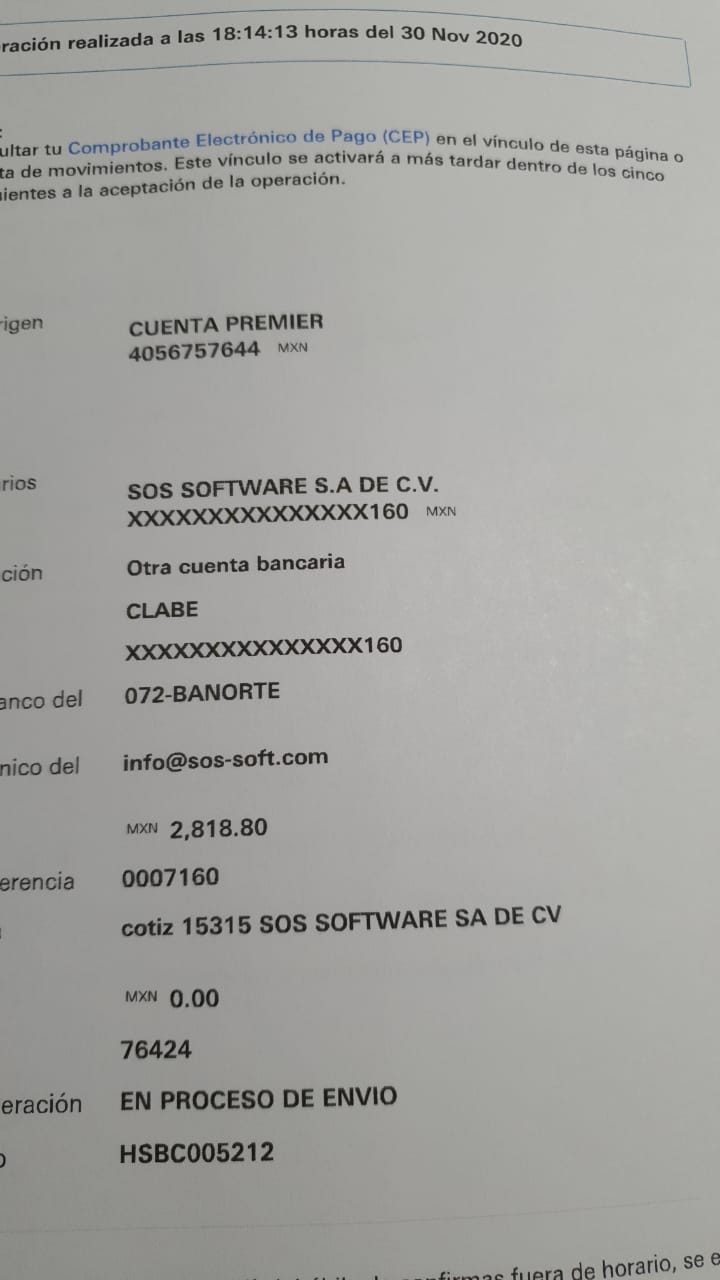 ración realizada a las 18:14:13 horas del 30 Nov 2020
:
ultar tu Comprobante Electrónico de Pago (CEP) en el vínculo de esta página o
ta de movimientos. Este vínculo se activará a más tardar dentro de los cinco
uientes a la aceptación de la operación.
rigen CUENTA PREMIER
4056757644 MXN
rios SOS SOFTWARE S.A DE C.V.
XXXXXXXXXXXXXXX160 MXN
ción Otra cuenta bancaria
CLABE
XXXXXXXXXXXXXXX160
anco del 072-BANORTE
nico del info@sos-soft.com
MXN 2,818.80
erencia 0007160
cotiz 15315 SOS SOFTWARE SA DE CV
MXN 0.00
76424
eración EN PROCESO DE ENVIO
o HSBC005212
fuera de horario, se e